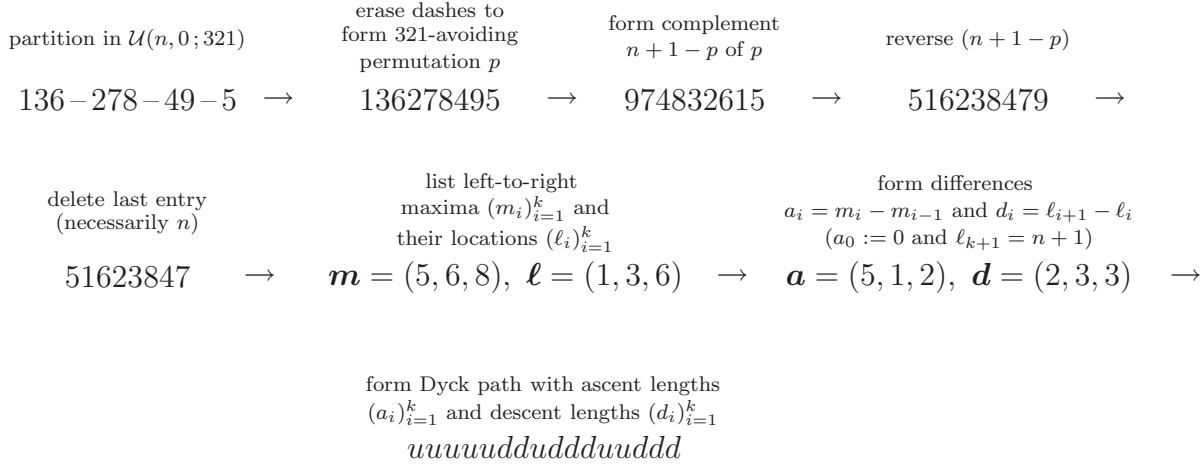 partition in 𝒰(n, 0 ; 321)
136 – 278 – 49 – 5 →
erase dashes to
form 321-avoiding
permutation p
136278495 →
form complement
n + 1 − p of p
974832615 →
reverse (n + 1 − p)
516238479 →
delete last entry
(necessarily n)
51623847 →
list left-to-right
maxima (m_i)_{i=1}^k and
their locations (ℓ_i)_{i=1}^k
m = (5, 6, 8), ℓ = (1, 3, 6) →
form differences
a_i = m_i − m_{i−1} and d_i = ℓ_{i+1} − ℓ_i
(a_0 := 0 and ℓ_{k+1} = n + 1)
a = (5, 1, 2), d = (2, 3, 3) →
form Dyck path with ascent lengths
(a_i)_{i=1}^k and descent lengths (d_i)_{i=1}^k
uuuuudduddduuddd